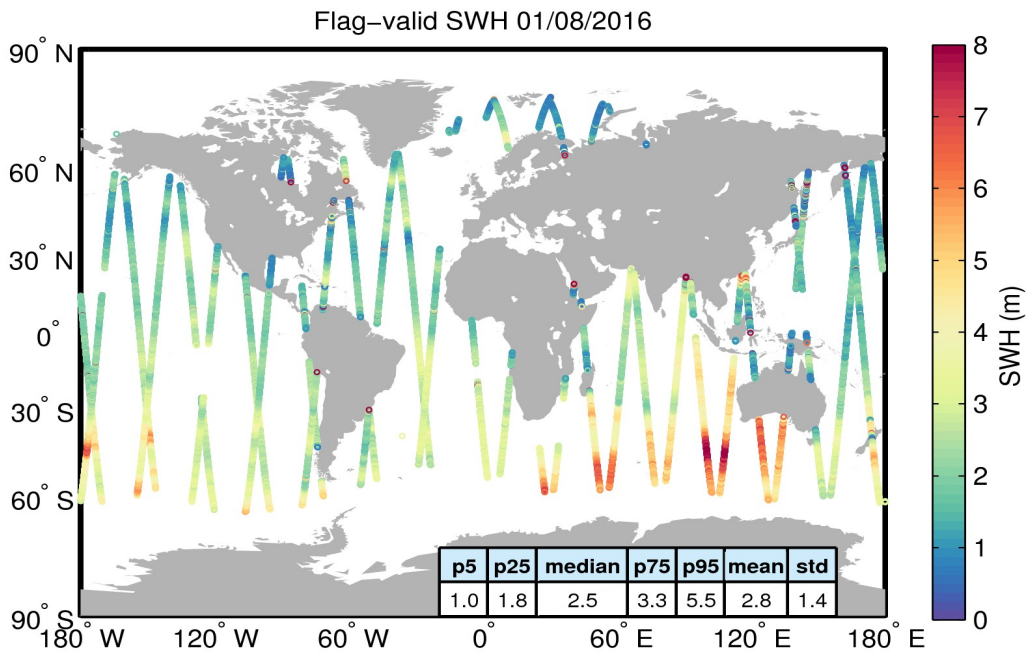 Flag−valid SWH 01/08/2016
90° N
60° N
30° N
0°
30° S
60° S
90° S
180° W
120° W
60° W
0°
60° E
120° E
180° E
p5 p25 median p75 p95 mean std
1.0 1.8 2.5 3.3 5.5 2.8 1.4
8
7
6
5
4
3
2
1
0
SWH (m)